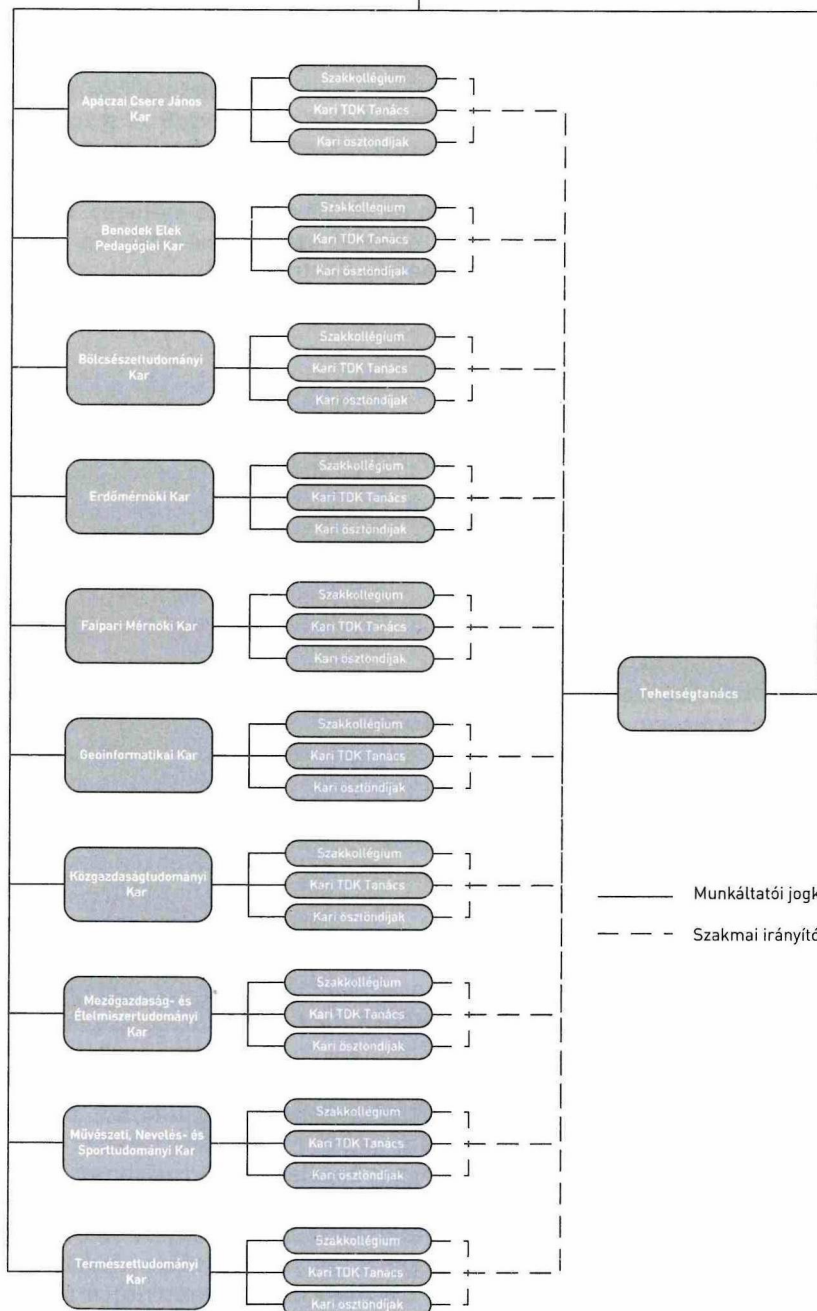 Apáczai Csere János
Kar
Szakkollégium
Kari TDK Tanács
Kari ösztöndíjak
Benedek Elek
Pedagógiai Kar
Szakkollégium
Kari TDK Tanács
Kari ösztöndíjak
Bölcsészettudományi
Kar
Szakkollégium
Kari TDK Tanács
Kari ösztöndíjak
Erdőmérnöki Kar
Szakkollégium
Kari TDK Tanács
Kari ösztöndíjak
Faipari Mérnöki Kar
Szakkollégium
Kari TDK Tanács
Kari ösztöndíjak
Geoinformatikai Kar
Szakkollégium
Kari TDK Tanács
Kari ösztöndíjak
Közgazdaságtudományi
Kar
Szakkollégium
Kari TDK Tanács
Kari ösztöndíjak
Mezőgazdaság- és
Élelmiszertudományi
Kar
Szakkollégium
Kari TDK Tanács
Kari ösztöndíjak
Művészeti, Nevelés- és
Sporttudományi Kar
Szakkollégium
Kari TDK Tanács
Kari ösztöndíjak
Természettudományi
Kar
Szakkollégium
Kari TDK Tanács
Kari ösztöndíjak
Tehetségtanács
Munkáltatói jogk
Szakmai irányító